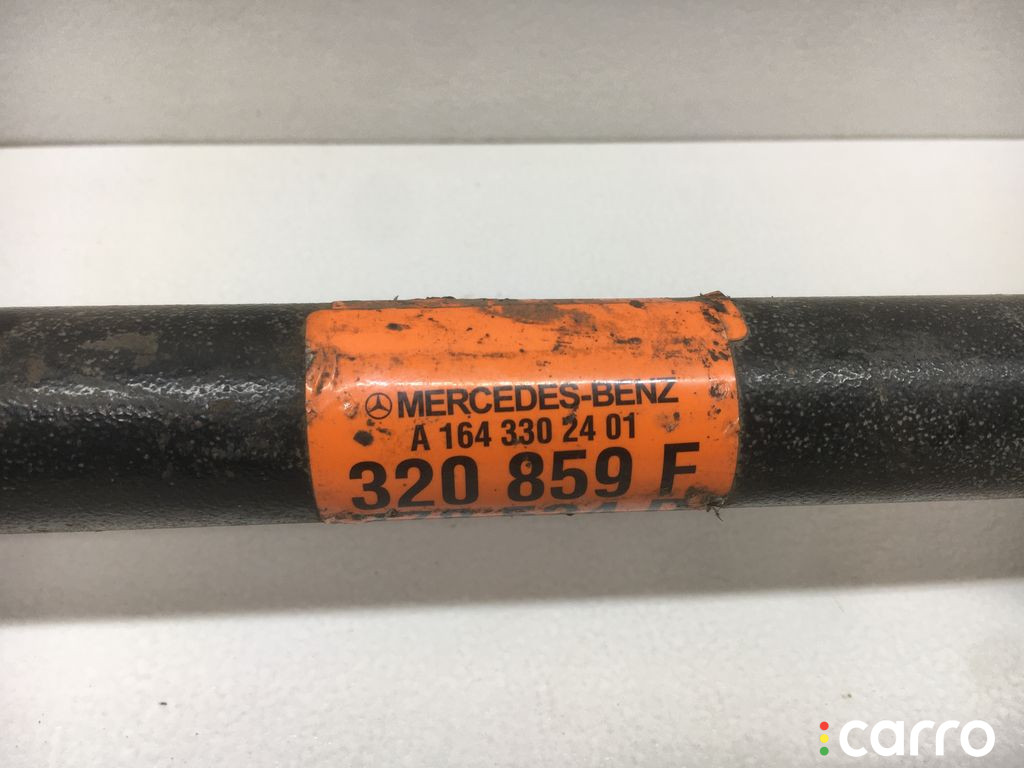 MERCEDES-BENZ
A 164 330 24 01
320 859 F
carro